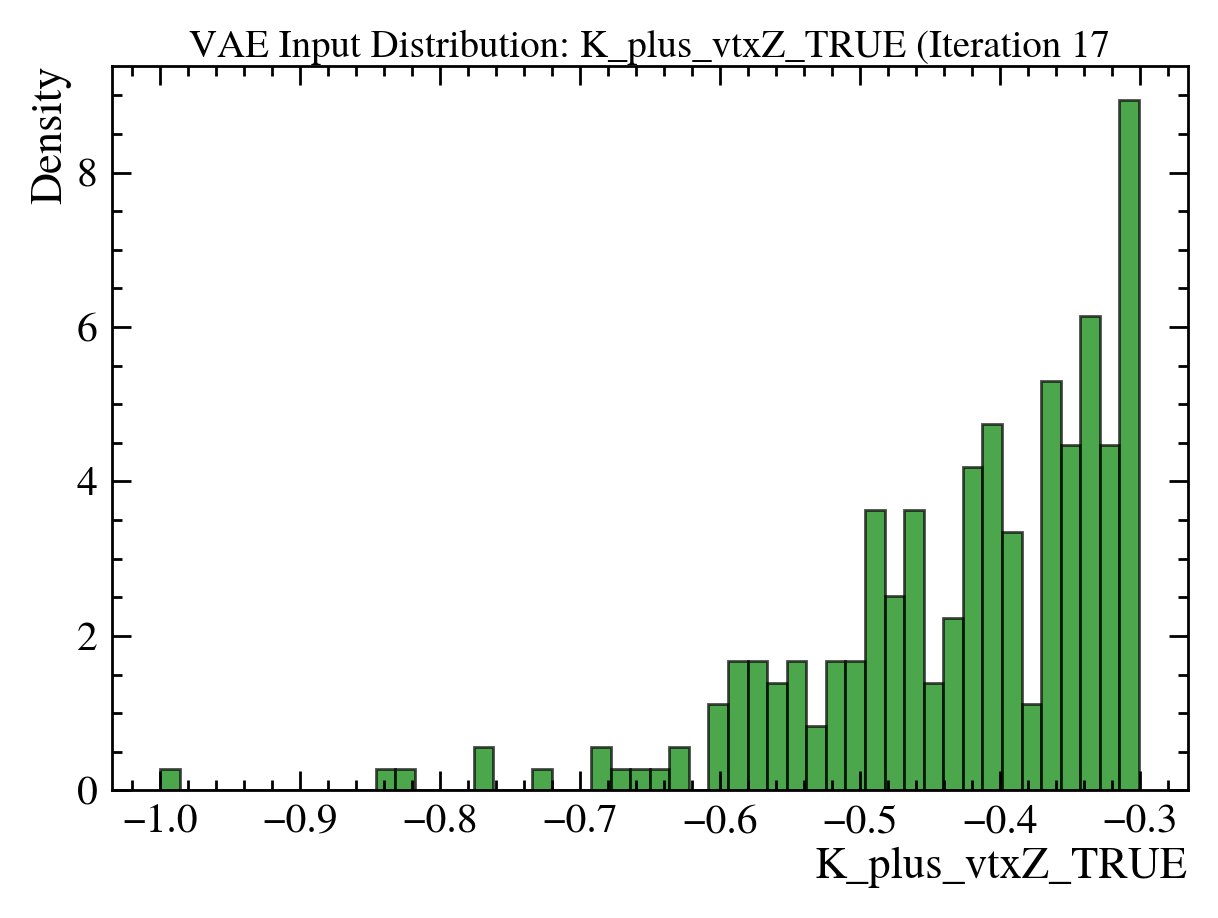 VAE Input Distribution: K_plus_vtxZ_TRUE (Iteration 17
Density
8
6
4
2
0
−1.0 −0.9 −0.8 −0.7 −0.6 −0.5 −0.4 −0.3
K_plus_vtxZ_TRUE